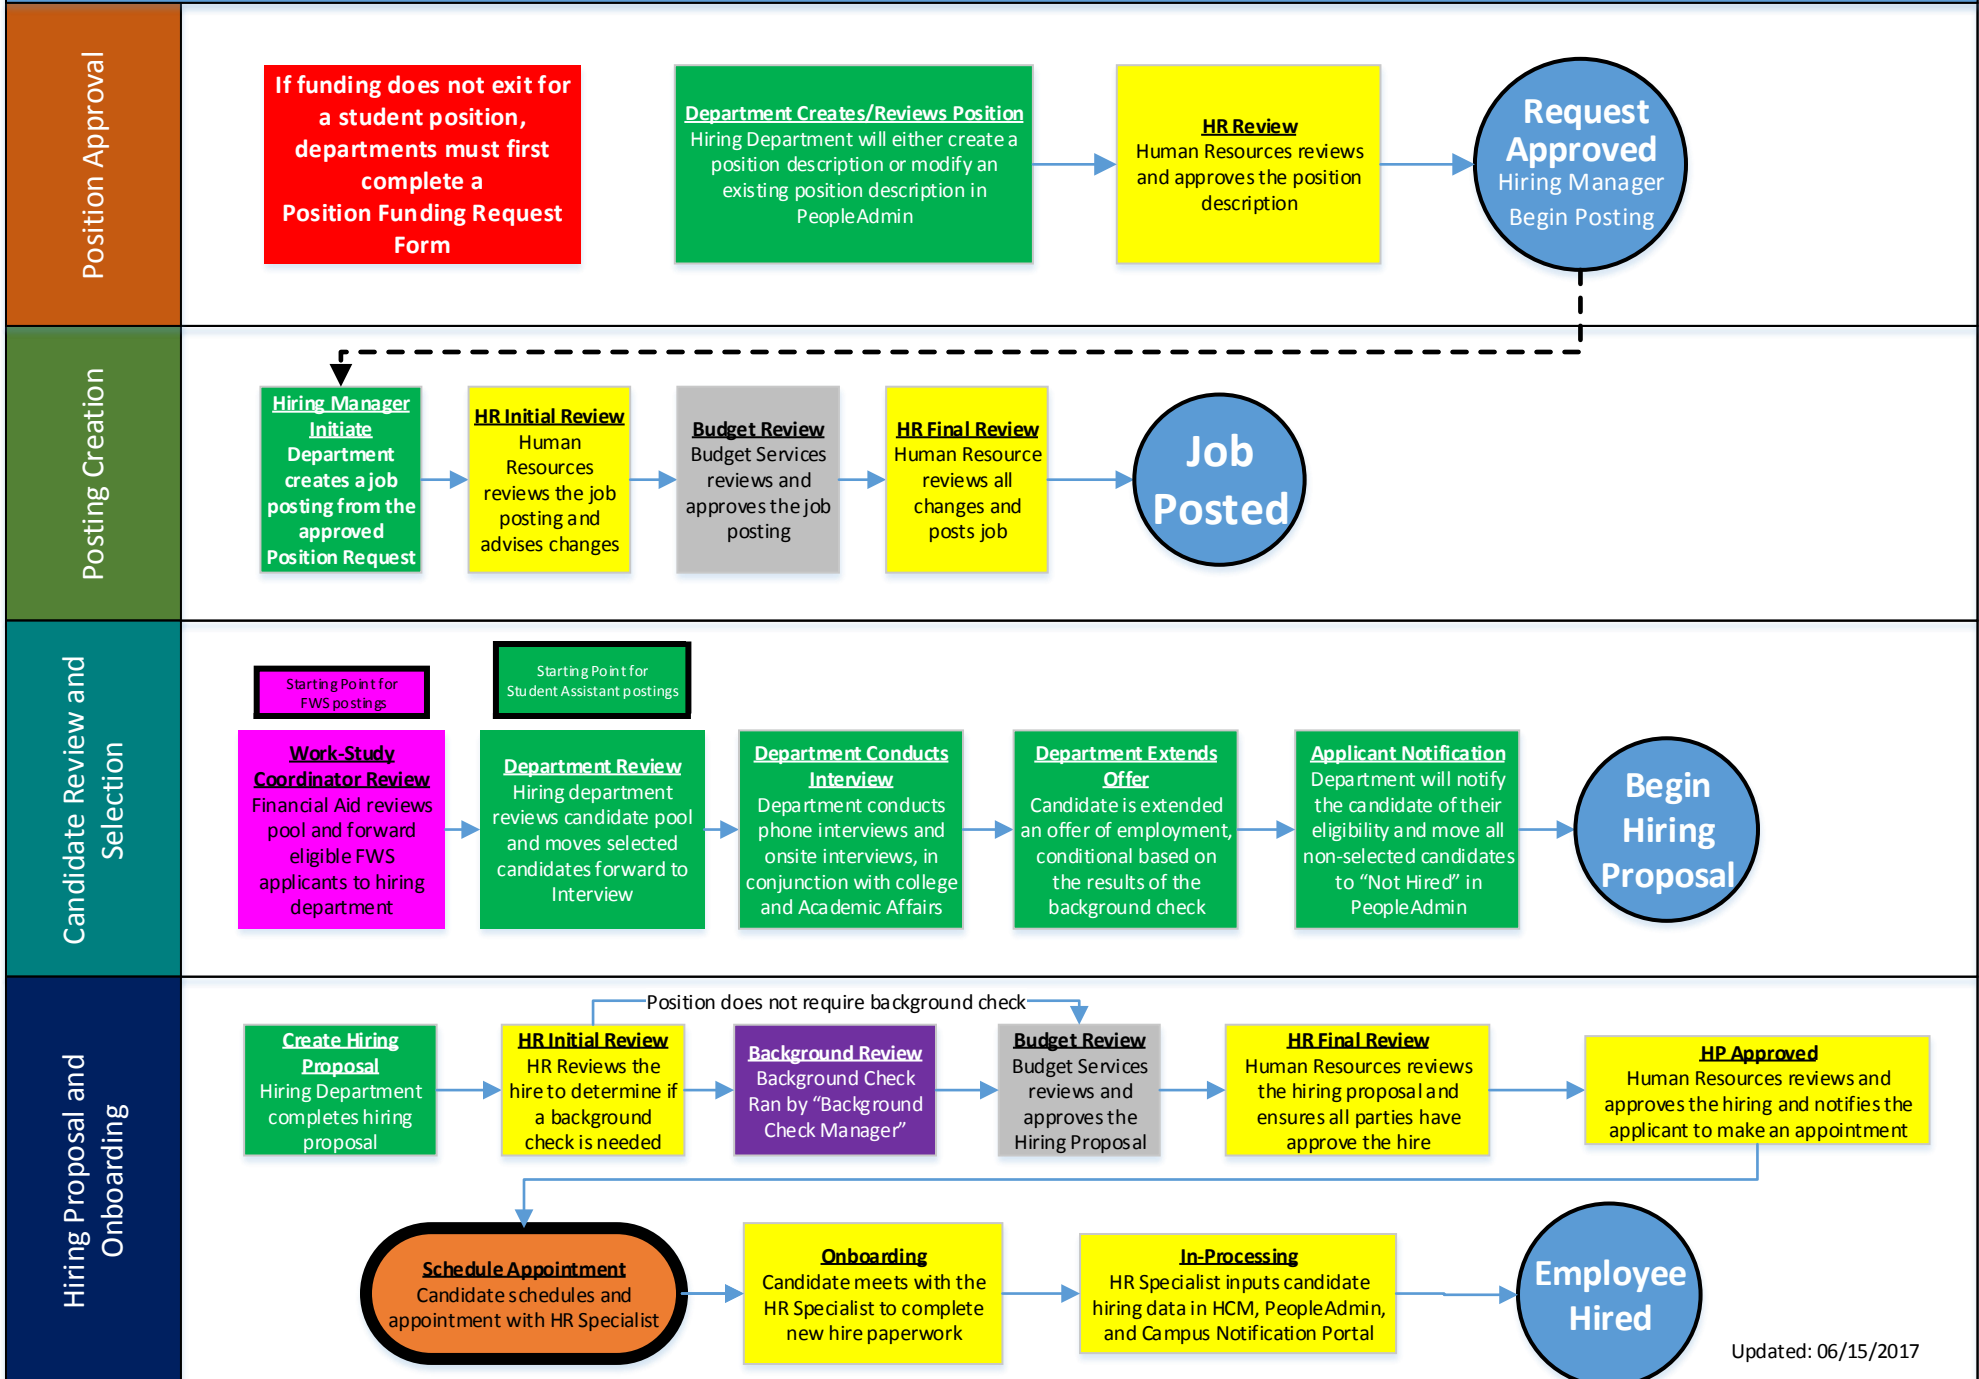 Position Approval
If funding does not exit for
a student position,
departments must first
complete a
Position Funding Request
Form
Department Creates/Reviews Position
Hiring Department will either create a
position description or modify an
existing position description in
PeopleAdmin
HR Review
Human Resources reviews
and approves the position
description
Request
Approved
Hiring Manager
Begin Posting
Posting Creation
Hiring Manager
Initiate
Department
creates a job
posting from the
approved
Position Request
HR Initial Review
Human
Resources
reviews the job
posting and
advises changes
Budget Review
Budget Services
reviews and
approves the job
posting
HR Final Review
Human Resource
reviews all
changes and
posts job
Job
Posted
Candidate Review and
Selection
Starting Point for
FWS postings
Starting Point for
Student Assistant postings
Work-Study
Coordinator Review
Financial Aid reviews
pool and forward
eligible FWS
applicants to hiring
department
Department Review
Hiring department
reviews candidate pool
and moves selected
candidates forward to
Interview
Department Conducts
Interview
Department conducts
phone interviews and
onsite interviews, in
conjunction with college
and Academic Affairs
Department Extends
Offer
Candidate is extended
an offer of employment,
conditional based on
the results of the
background check
Applicant Notification
Department will notify
the candidate of their
eligibility and move all
non-selected candidates
to “Not Hired” in
PeopleAdmin
Begin
Hiring
Proposal
Hiring Proposal and
Onboarding
Position does not require background check
Create Hiring
Proposal
Hiring Department
completes hiring
proposal
HR Initial Review
HR Reviews the
hire to determine if
a background
check is needed
Background Review
Background Check
Ran by “Background
Check Manager”
Budget Review
Budget Services
reviews and
approves the
Hiring Proposal
HR Final Review
Human Resources reviews
the hiring proposal and
ensures all parties have
approve the hire
HP Approved
Human Resources reviews and
approves the hiring and notifies the
applicant to make an appointment
Schedule Appointment
Candidate schedules and
appointment with HR Specialist
Onboarding
Candidate meets with the
HR Specialist to complete
new hire paperwork
In-Processing
HR Specialist inputs candidate
hiring data in HCM, PeopleAdmin,
and Campus Notification Portal
Employee
Hired
Updated: 06/15/2017